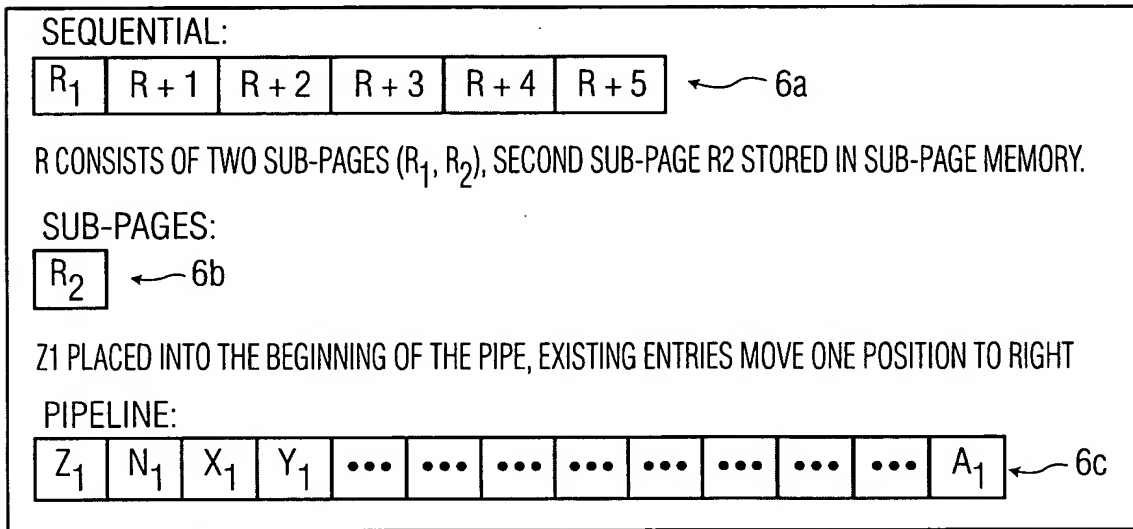 SEQUENTIAL:
R₁ R + 1 R + 2 R + 3 R + 4 R + 5 6a
R CONSISTS OF TWO SUB-PAGES (R₁, R₂), SECOND SUB-PAGE R2 STORED IN SUB-PAGE MEMORY.
SUB-PAGES:
R₂ 6b
Z1 PLACED INTO THE BEGINNING OF THE PIPE, EXISTING ENTRIES MOVE ONE POSITION TO RIGHT
PIPELINE:
Z₁ N₁ X₁ Y₁ ••• ••• ••• ••• ••• ••• ••• ••• A₁ 6c